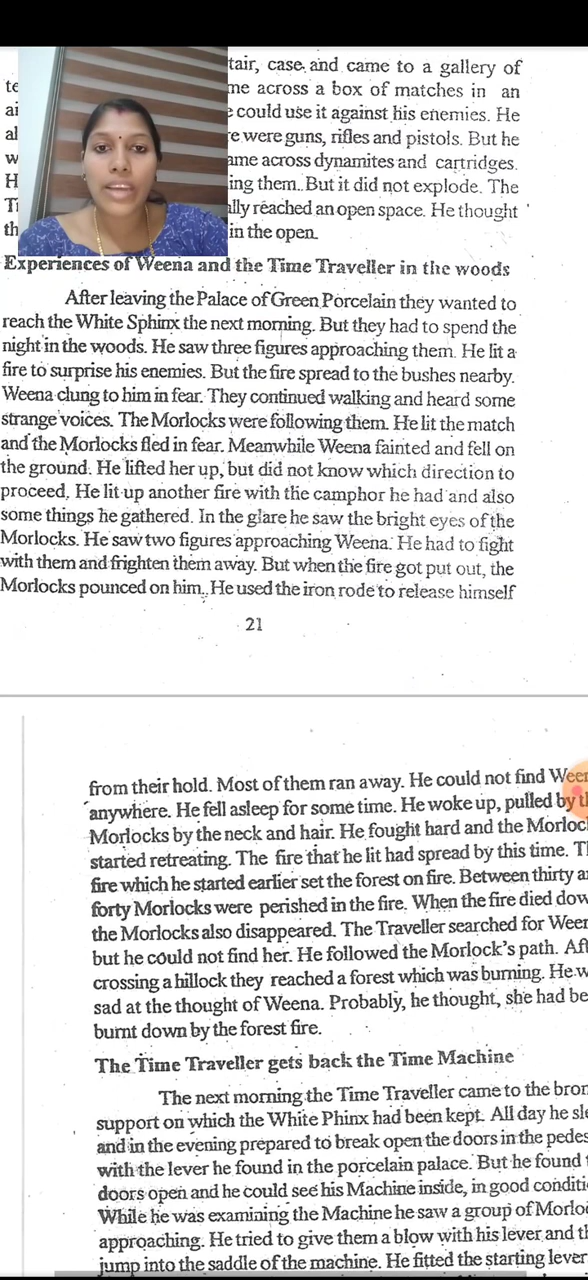 tair, case, and came to a gallery of
te me across a box of matches in an
ai could use it against his enemies. He
al re were guns, rifles and pistols. But he
w ame across dynamites and cartridges.
H ing them. But it did not explode. The
Ti lly reached an open space. He thought
th in the open.
Experiences of Weena and the Time Traveller in the woods
After leaving the Palace of Green Porcelain they wanted to
reach the White Sphinx the next morning. But they had to spend the
night in the woods. He saw three figures approaching them. He lit a
fire to surprise his enemies. But the fire spread to the bushes nearby.
Weena clung to him in fear. They continued walking and heard some
strange voices. The Morlocks were following them. He lit the match
and the Morlocks fled in fear. Meanwhile Weena fainted and fell on
the ground. He lifted her up, but did not know which direction to
proceed. He lit up another fire with the camphor he had and also
some things he gathered. In the glare he saw the bright eyes of the
Morlocks. He saw two figures approaching Weena. He had to fight
with them and frighten them away. But when the fire got put out, the
Morlocks pounced on him. He used the iron rode to release himself
21
from their hold. Most of them ran away. He could not find Weer
anywhere. He fell asleep for some time. He woke up, pulled by t
Morlocks by the neck and hair. He fought hard and the Morloc
started retreating. The fire that he lit had spread by this time. T
fire which he started earlier set the forest on fire. Between thirty a
forty Morlocks were perished in the fire. When the fire died dow
the Morlocks also disappeared. The Traveller searched for Weer
but he could not find her. He followed the Morlock's path. Aft
crossing a hillock they reached a forest which was burning. He w
sad at the thought of Weena. Probably, he thought, she had be
burnt down by the forest fire.
The Time Traveller gets back the Time Machine
The next morning the Time Traveller came to the bron
support on which the White Phinx had been kept. All day he sle
and in the evening prepared to break open the doors in the pedes
with the lever he found in the porcelain palace. But he found
doors open and he could see his Machine inside, in good conditi
While he was examining the Machine he saw a group of Morlo
approaching. He tried to give them a blow with his lever and th
jump into the saddle of the machine. He fitted the starting lever